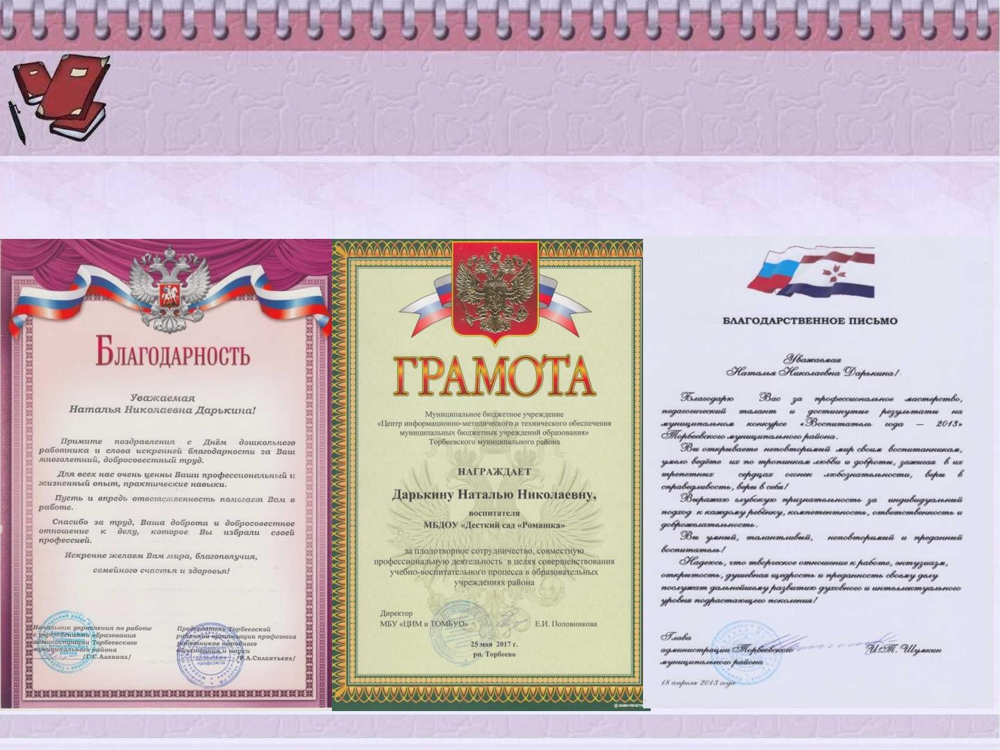 Благодарность
Уважаемая
Наталья Николаевна Дарькина!
Примите поздравления с Днём дошкольного
работника и слова искренней благодарности за Ваш
многолетний, добросовестный труд.
Для всех нас очень ценны Ваши профессиональный и
жизненный опыт, практические навыки.
Пусть и впредь ответственность помогает Вам в
работе.
Спасибо за труд, Ваша доброта и добросовестное
отношение к делу, которое Вы избрали своей
профессией.
Искренне желаем Вам мира, благополучия,
семейного счастья и здоровья!
Начальник управления по работе
с учреждениями образования
администрации Торбеевского
муниципального района
Председатель Торбеевской
районной организации профсоюза
работников народного
образования и науки
ГРАМОТА
Муниципальное бюджетное учреждение
«Центр информационно-методического и технического обеспечения
муниципальных бюджетных учреждений образования»
Торбеевского муниципального района
НАГРАЖДАЕТ
Дарькину Наталью Николаевну,
воспитателя
МБДОУ «Десткий сад «Ромашка»
за плодотворное сотрудничество, совместную
профессиональную деятельность в целях совершенствования
учебно-воспитательного процесса в образовательных
учреждениях района
Директор
МБУ «ЦИМ и ТОМБУО» Е.И. Половникова
25 мая 2017 г.
рп. Торбеево
БЛАГОДАРСТВЕННОЕ ПИСЬМО
Уважаемая
Наталья Николаевна Дарькина!
Благодарю Вас за профессиональное мастерство,
педагогический талант и достигнутые результаты на
муниципальном конкурсе «Воспитатель года – 2013»
Торбеевского муниципального района.
Вы открываете неповторимый мир своим воспитанникам,
умело ведёте их по тропинкам любви и доброты, зажигая в их
трепетных сердцах огонек любознательности, веры в
справедливость, веры в себя!
Выражаю глубокую признательность за индивидуальный
подход к каждому ребёнку, компетентность, ответственность и
доброжелательность.
Вы умный, талантливый, неповторимый и преданный
воспитатель!
Надеюсь, что творческое отношение к работе, энтузиазм,
открытость, душевная щедрость и преданность своему делу
послужат дальнейшему развитию духовного и интеллектуального
уровня подрастающего поколения!
Глава
администрации Торбеевского И.Т. Шумкин
муниципального района
18 апреля 2013 года